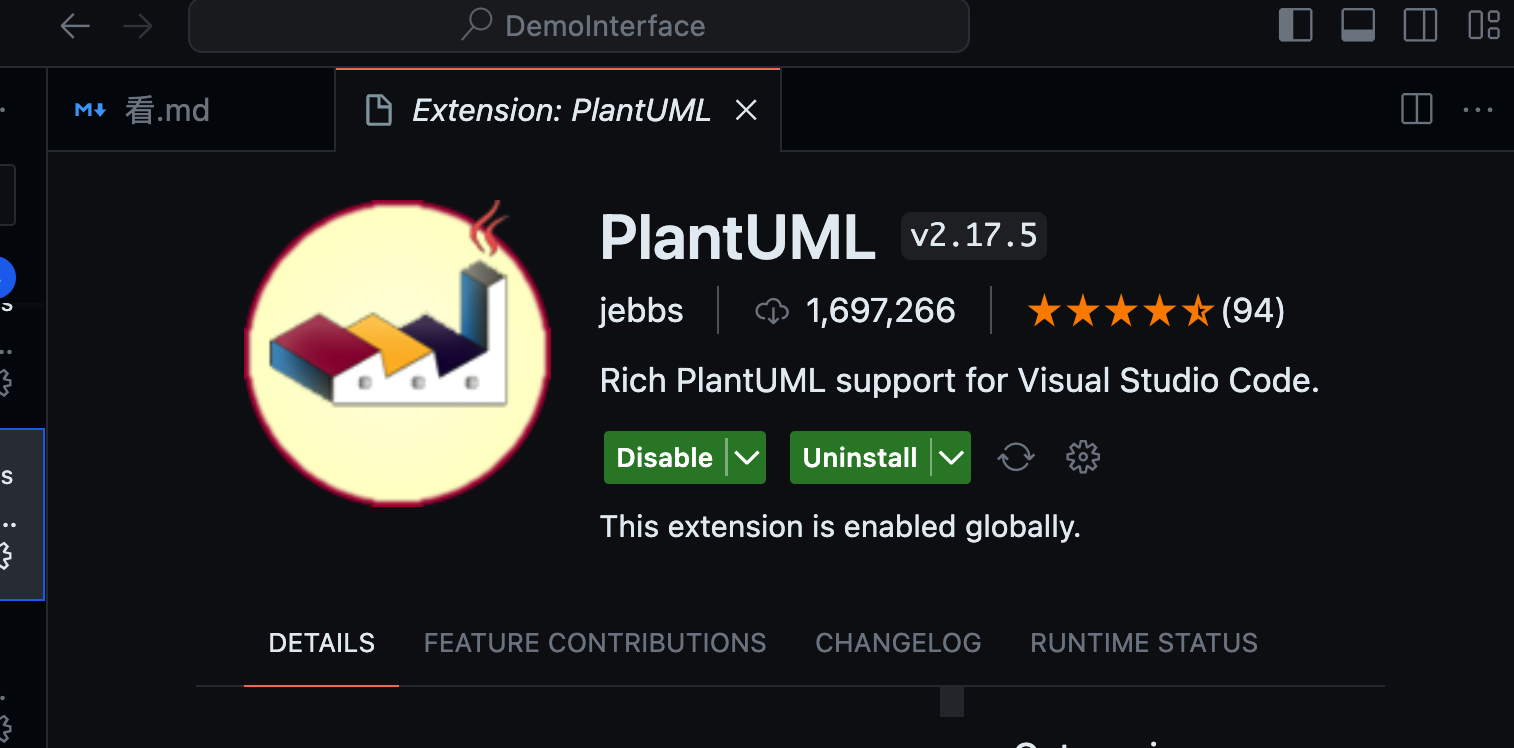 DemoInterface
看.md
Extension: PlantUML
PlantUML v2.17.5
jebbs 1,697,266 (94)
Rich PlantUML support for Visual Studio Code.
Disable Uninstall
This extension is enabled globally.
DETAILS FEATURE CONTRIBUTIONS CHANGELOG RUNTIME STATUS